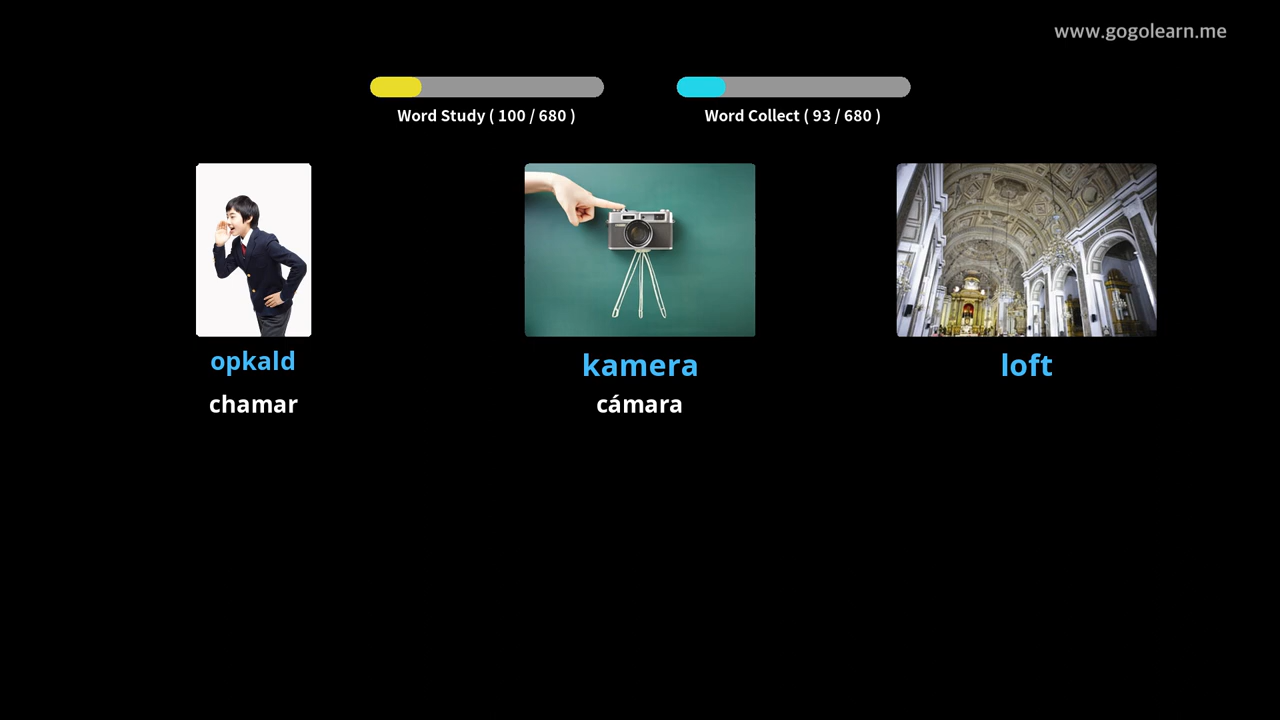 www.gogolearn.me
Word Study ( 100 / 680 )
Word Collect ( 93 / 680 )
opkald
kamera
loft
chamar
cámara